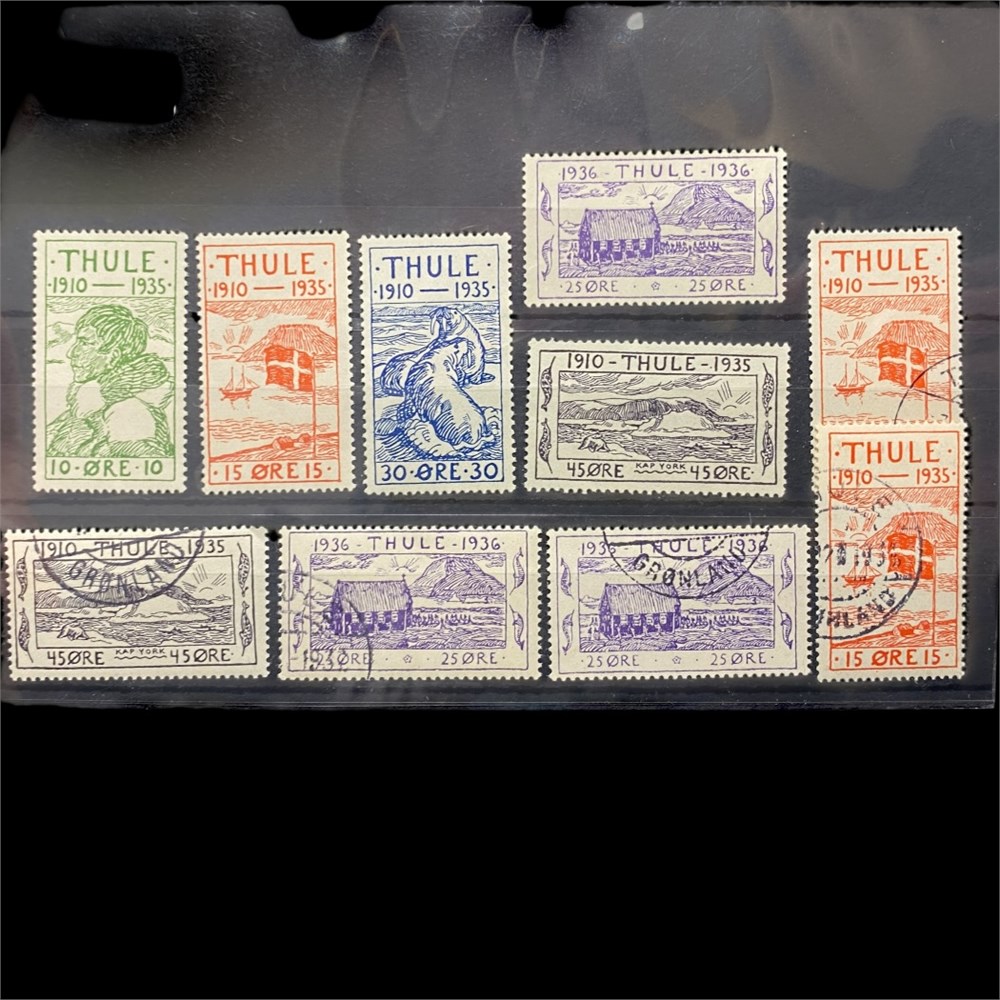 1936 - THULE - 1936
25 ØRE · 25 ØRE
· THULE ·
· 1910 — 1935 ·
10 · ØRE · 10
· THULE ·
· 1910 — 1935 ·
· 15 ØRE 15 ·
· THULE ·
· 1910 — 1935 ·
30 · ØRE · 30
1910 - THULE - 1935
45 ØRE KAP YORK 45 ØRE
· THULE ·
· 1910 — 1935 ·
· THULE ·
· 1910 — 1935 ·
· 15 ØRE 15 ·
1910 - THULE - 1935
GRØNLAND
45 ØRE KAP YORK 45 ØRE
1936 - THULE - 1936
25 ØRE · 25 ØRE
1936 - THULE - 1936
GRØNLAND
25 ØRE · 25 ØRE